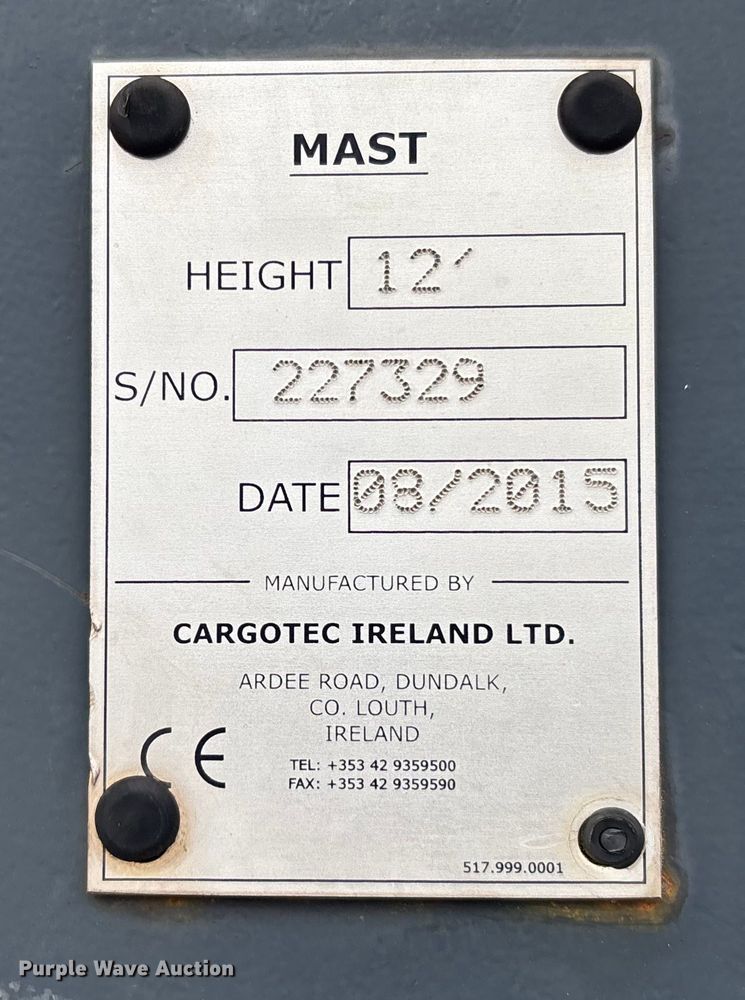 MAST
HEIGHT 12'
S/NO. 227329
DATE 08/2015
MANUFACTURED BY
CARGOTEC IRELAND LTD.
ARDEE ROAD, DUNDALK,
CO. LOUTH,
IRELAND
CE
TEL: +353 42 9359500
FAX: +353 42 9359590
517.999.0001
Purple Wave Auction